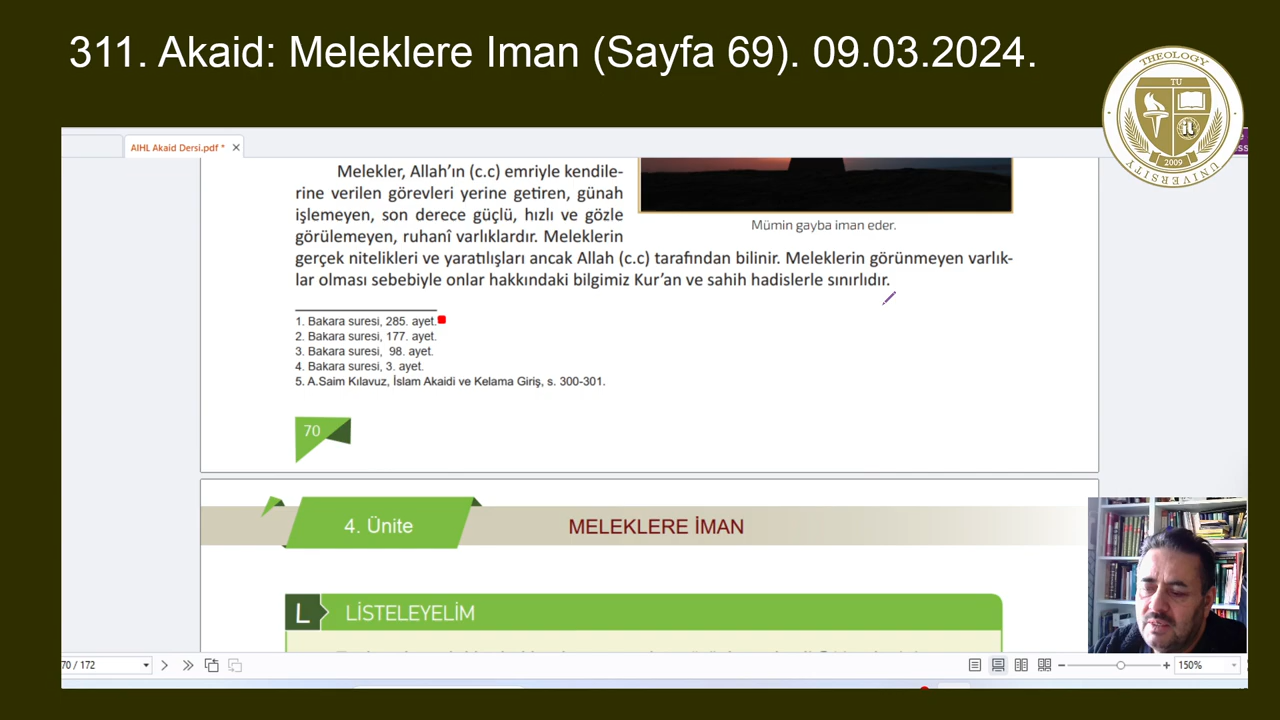 311. Akaid: Meleklere Iman (Sayfa 69). 09.03.2024.
THEOLOGY
TU
2009
UNIVERSITY
AIHL Akaid Dersi.pdf *
Melekler, Allah’ın (c.c) emriyle kendile-
rine verilen görevleri yerine getiren, günah
işlemeyen, son derece güçlü, hızlı ve gözle
görülemeyen, ruhanî varlıklardır. Meleklerin
gerçek nitelikleri ve yaratılışları ancak Allah (c.c) tarafından bilinir. Meleklerin görünmeyen varlık-
lar olması sebebiyle onlar hakkındaki bilgimiz Kur’an ve sahih hadislerle sınırlıdır.
Mümin gayba iman eder.
1. Bakara suresi, 285. ayet.
2. Bakara suresi, 177. ayet.
3. Bakara suresi, 98. ayet.
4. Bakara suresi, 3. ayet.
5. A.Saim Kılavuz, İslam Akaidi ve Kelama Giriş, s. 300-301.
70
4. Ünite
MELEKLERE İMAN
L
LİSTELEYELİM
70 / 172
150%